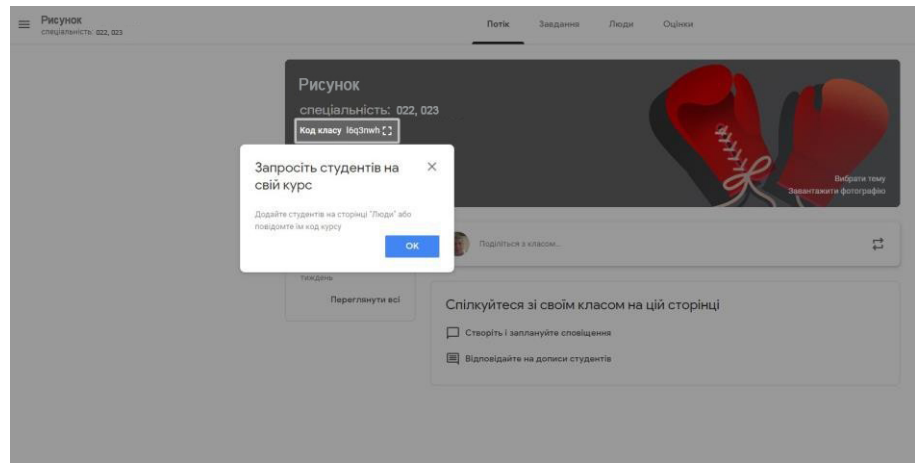 Рисунок
спеціальність: 022, 023
Потік Завдання Люди Оцінки
Рисунок
спеціальність: 022, 023
Код класу l6q3nwh
Запросіть студентів на
свій курс
Додайте студентів на сторінці "Люди" або
повідомте їм код курсу
ОК
Вибрати тему
Завантажити фотографію
Поділіться з класом...
тиждень
Переглянути всі
Спілкуйтеся зі своїм класом на цій сторінці
Створіть і заплануйте сповіщення
Відповідайте на дописи студентів